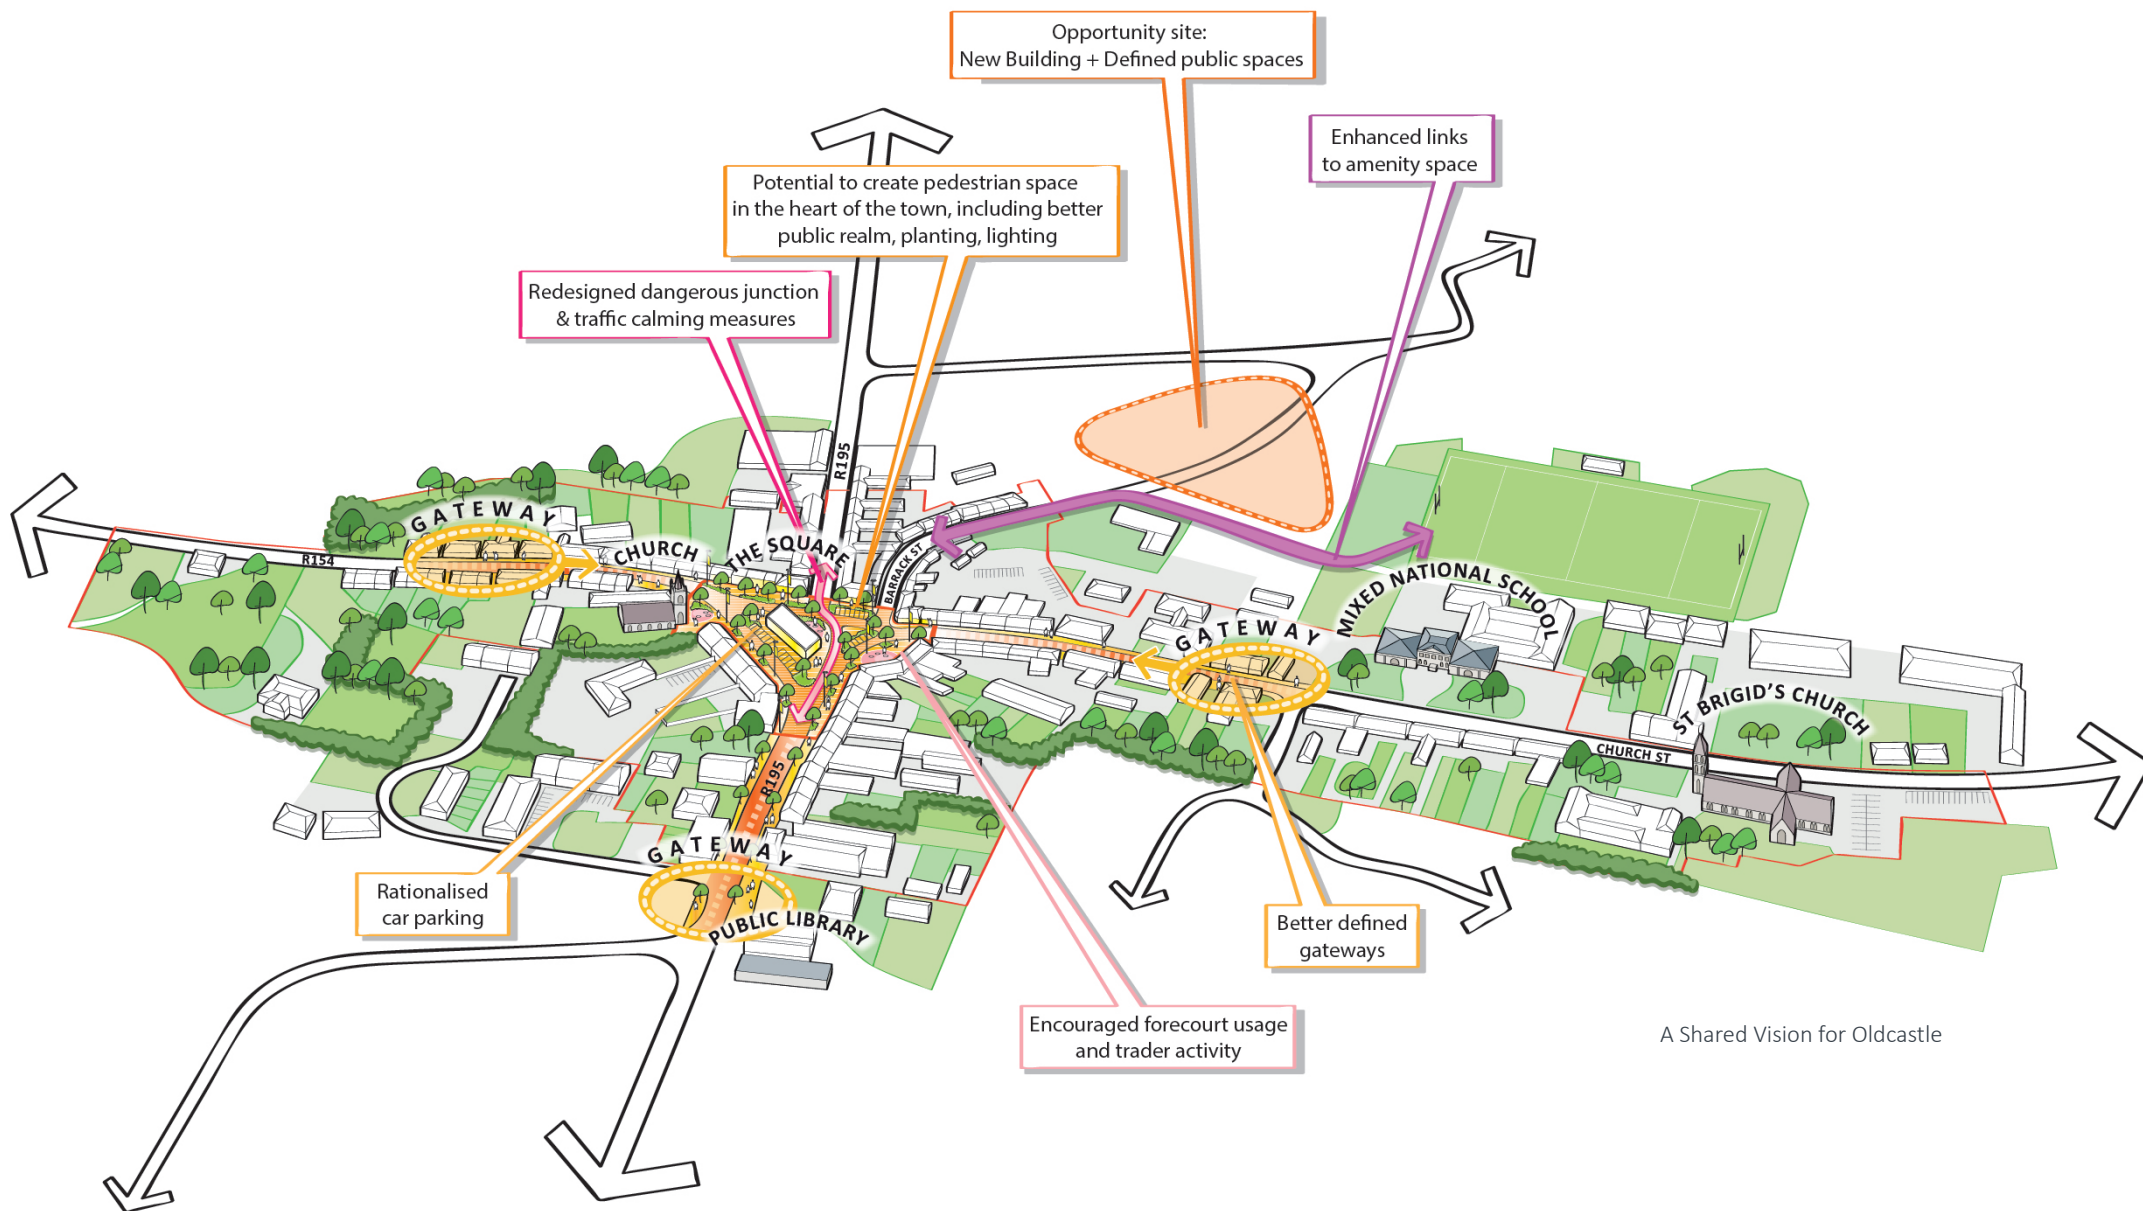 Opportunity site:
New Building + Defined public spaces
Enhanced links
to amenity space
Potential to create pedestrian space
in the heart of the town, including better
public realm, planting, lighting
Redesigned dangerous junction
& traffic calming measures
R195
GATEWAY
R154
CHURCH
THE SQUARE
BARRACK ST
GATEWAY
MIXED NATIONAL SCHOOL
ST BRIGID'S CHURCH
CHURCH ST
R195
GATEWAY
PUBLIC LIBRARY
Rationalised
car parking
Better defined
gateways
Encouraged forecourt usage
and trader activity
A Shared Vision for Oldcastle